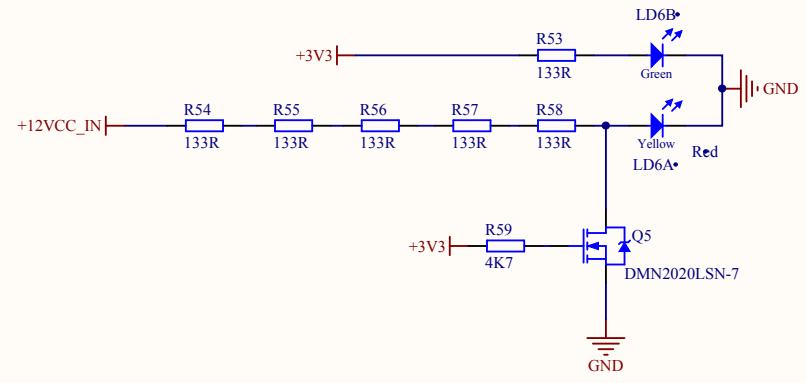 LD6B
R53
+3V3
133R
Green
GND
R54 R55 R56 R57 R58
+12VCC_IN
133R 133R 133R 133R 133R
Yellow
Red
LD6A
R59
+3V3
4K7
Q5
DMN2020LSN-7
GND